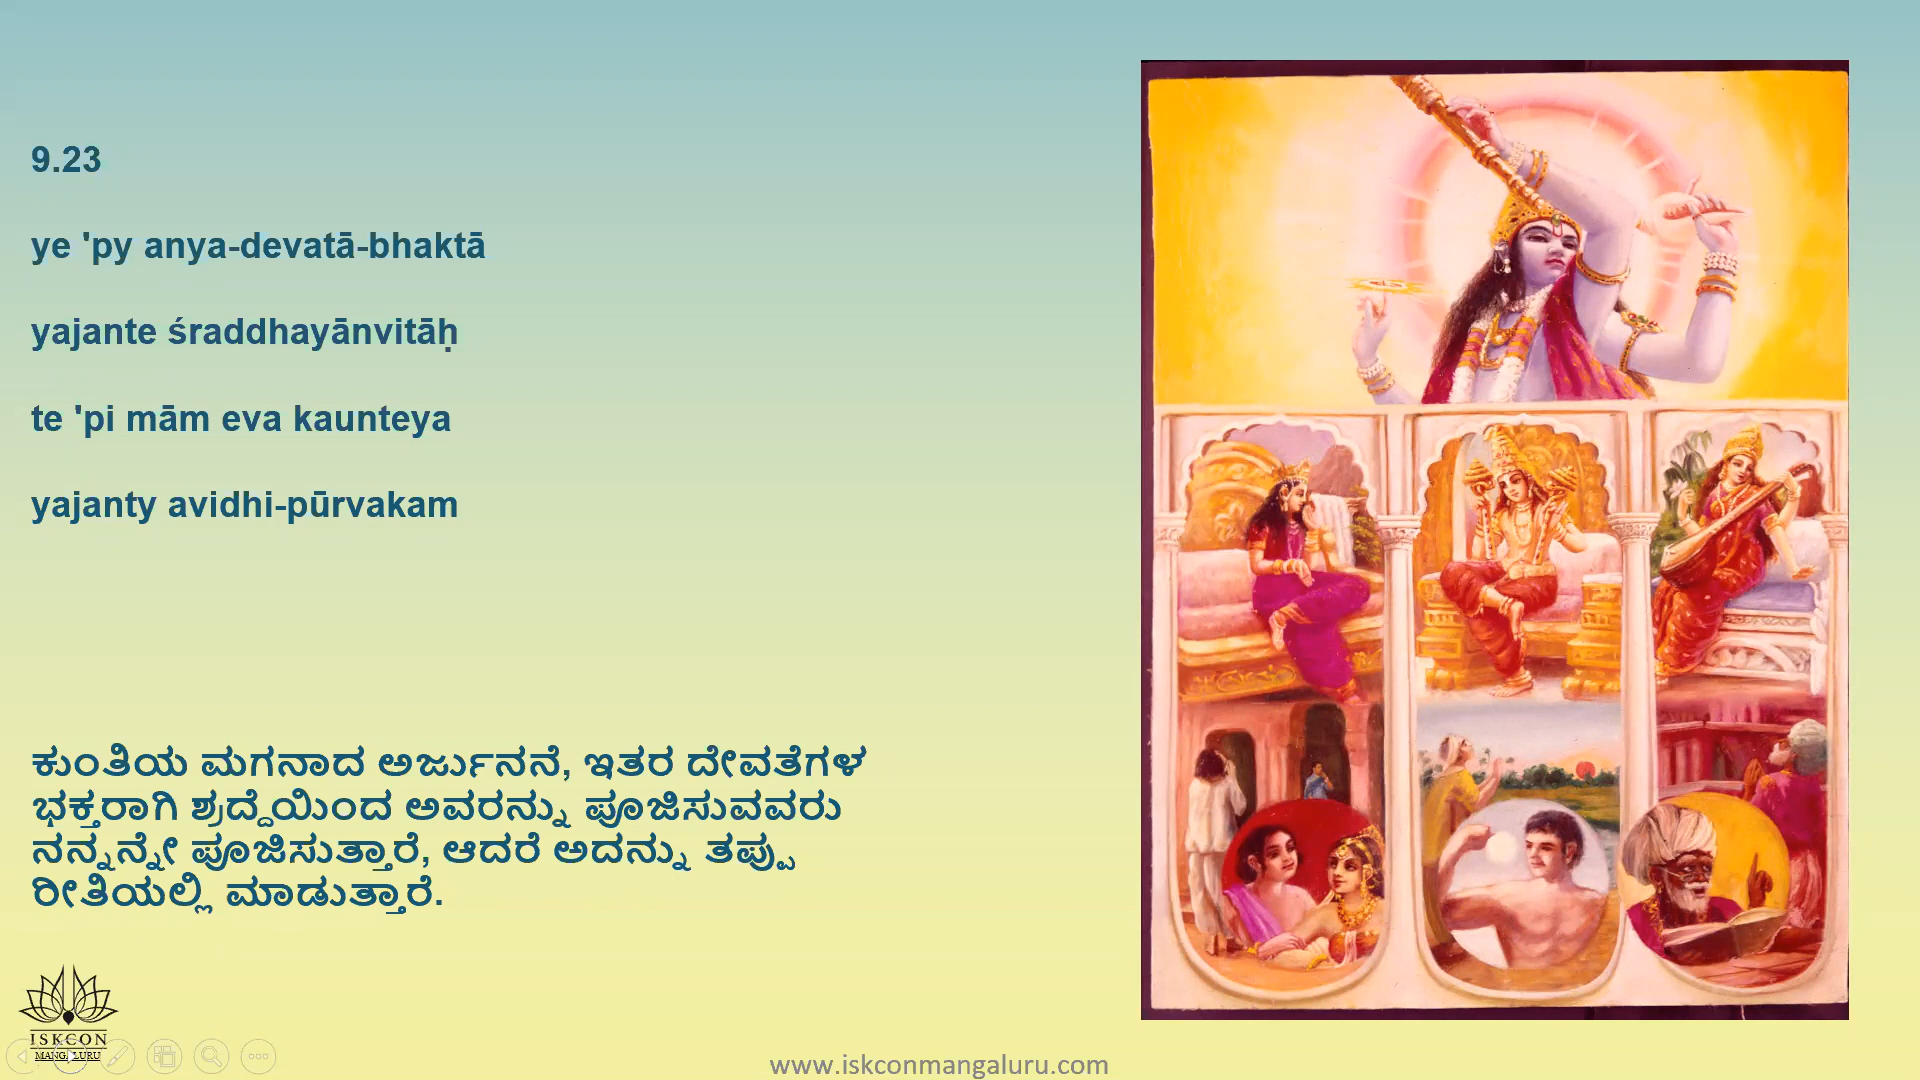 9.23
ye 'py anya-devatā-bhaktā
yajante śraddhayānvitāḥ
te 'pi mām eva kaunteya
yajanty avidhi-pūrvakam
ಕುಂತಿಯ ಮಗನಾದ ಅರ್ಜುನನೆ, ಇತರ ದೇವತೆಗಳ
ಭಕ್ತರಾಗಿ ಶ್ರದ್ದೆಯಿಂದ ಅವರನ್ನು ಪೂಜಿಸುವವರು
ನನ್ನನ್ನೇ ಪೂಜಿಸುತ್ತಾರೆ, ಆದರೆ ಅದನ್ನು ತಪ್ಪು
ರೀತಿಯಲ್ಲಿ ಮಾಡುತ್ತಾರೆ.
ISKCON
MANGALURU
www.iskconmangaluru.com